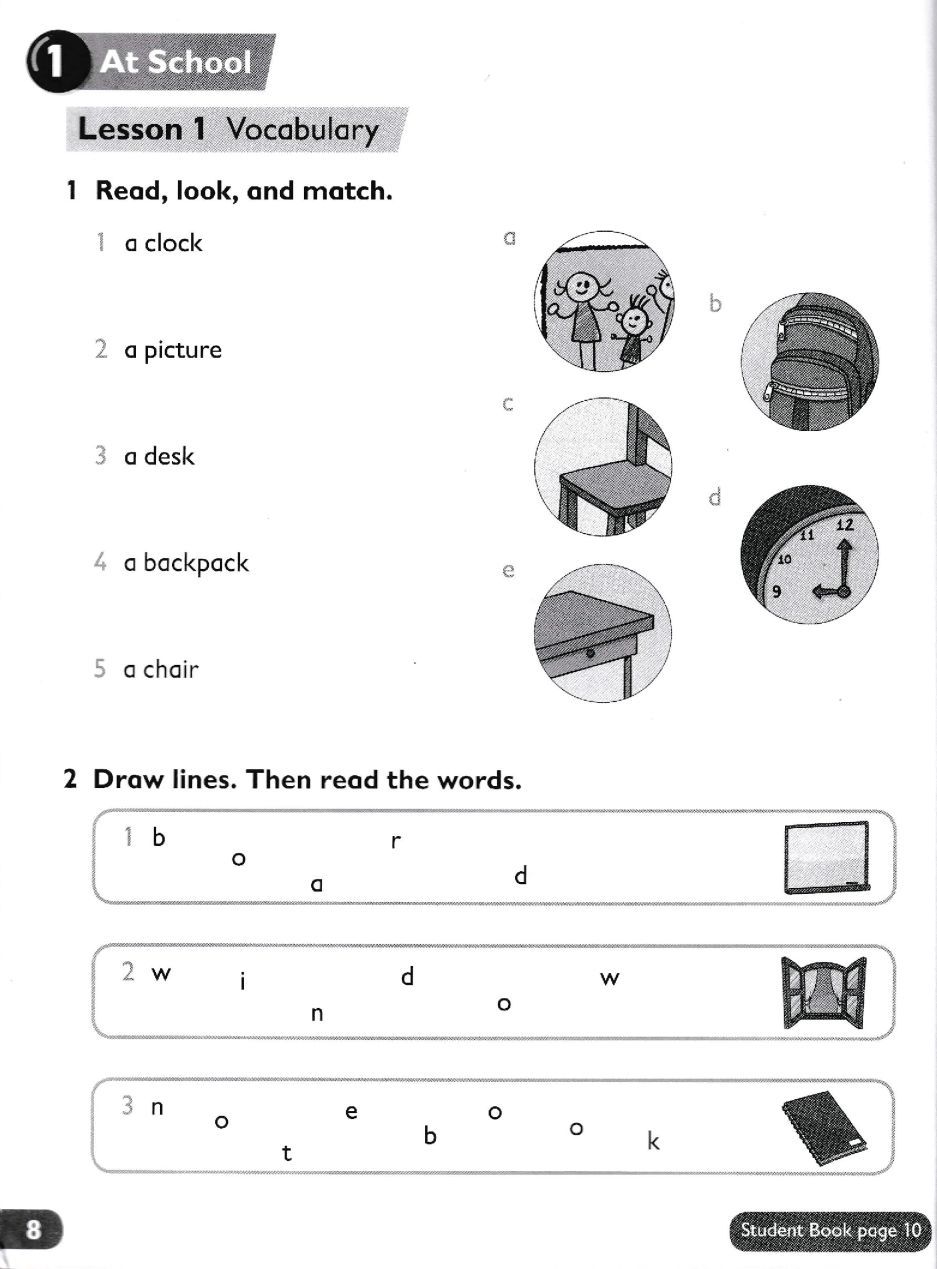 1 At School
Lesson 1 Vocabulary
1 Read, look, and match.
1 a clock
2 a picture
3 a desk
4 a backpack
5 a chair
a
b
c
d
e
12
11
10
9
2 Draw lines. Then read the words.
1 b o a r d
2 w i n d o w
3 n o t e b o o k
8
Student Book page 10